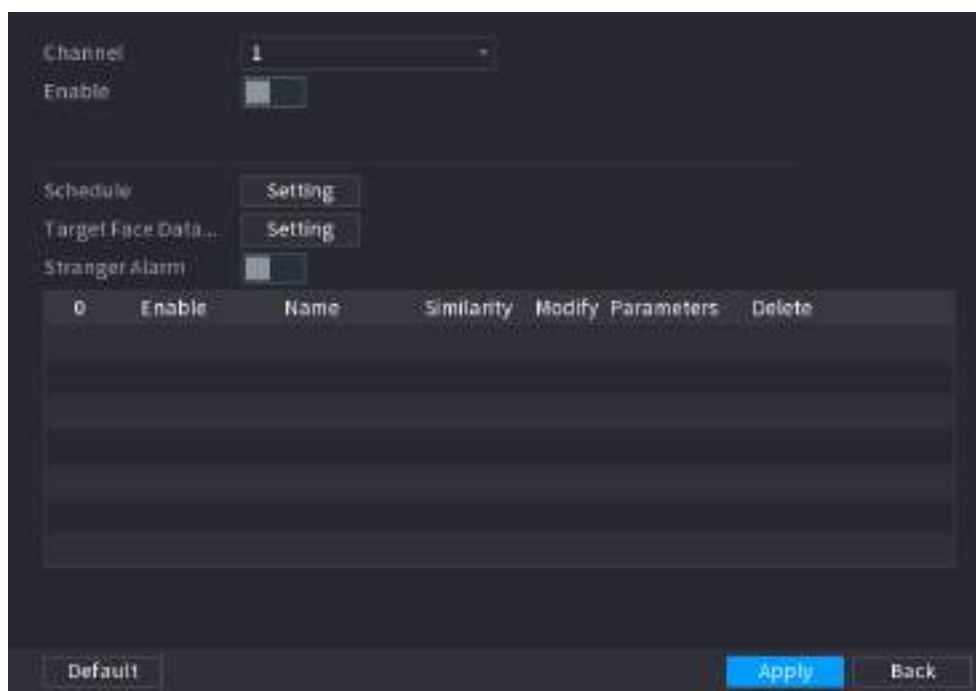 Channel 1
Enable
Schedule Setting
Target Face Data... Setting
Stranger Alarm
0 Enable Name Similarity Modify Parameters Delete
Default Apply Back